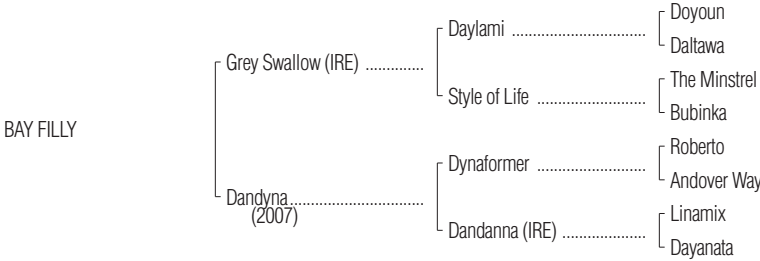 Doyoun
Daylami ..................................
Daltawa
Grey Swallow (IRE) ..............
The Minstrel
Style of Life ...........................
Bubinka
BAY FILLY
Roberto
Dynaformer ...........................
Andover Way
Dandyna.................................
(2007)
Linamix
Dandanna (IRE) .....................
Dayanata